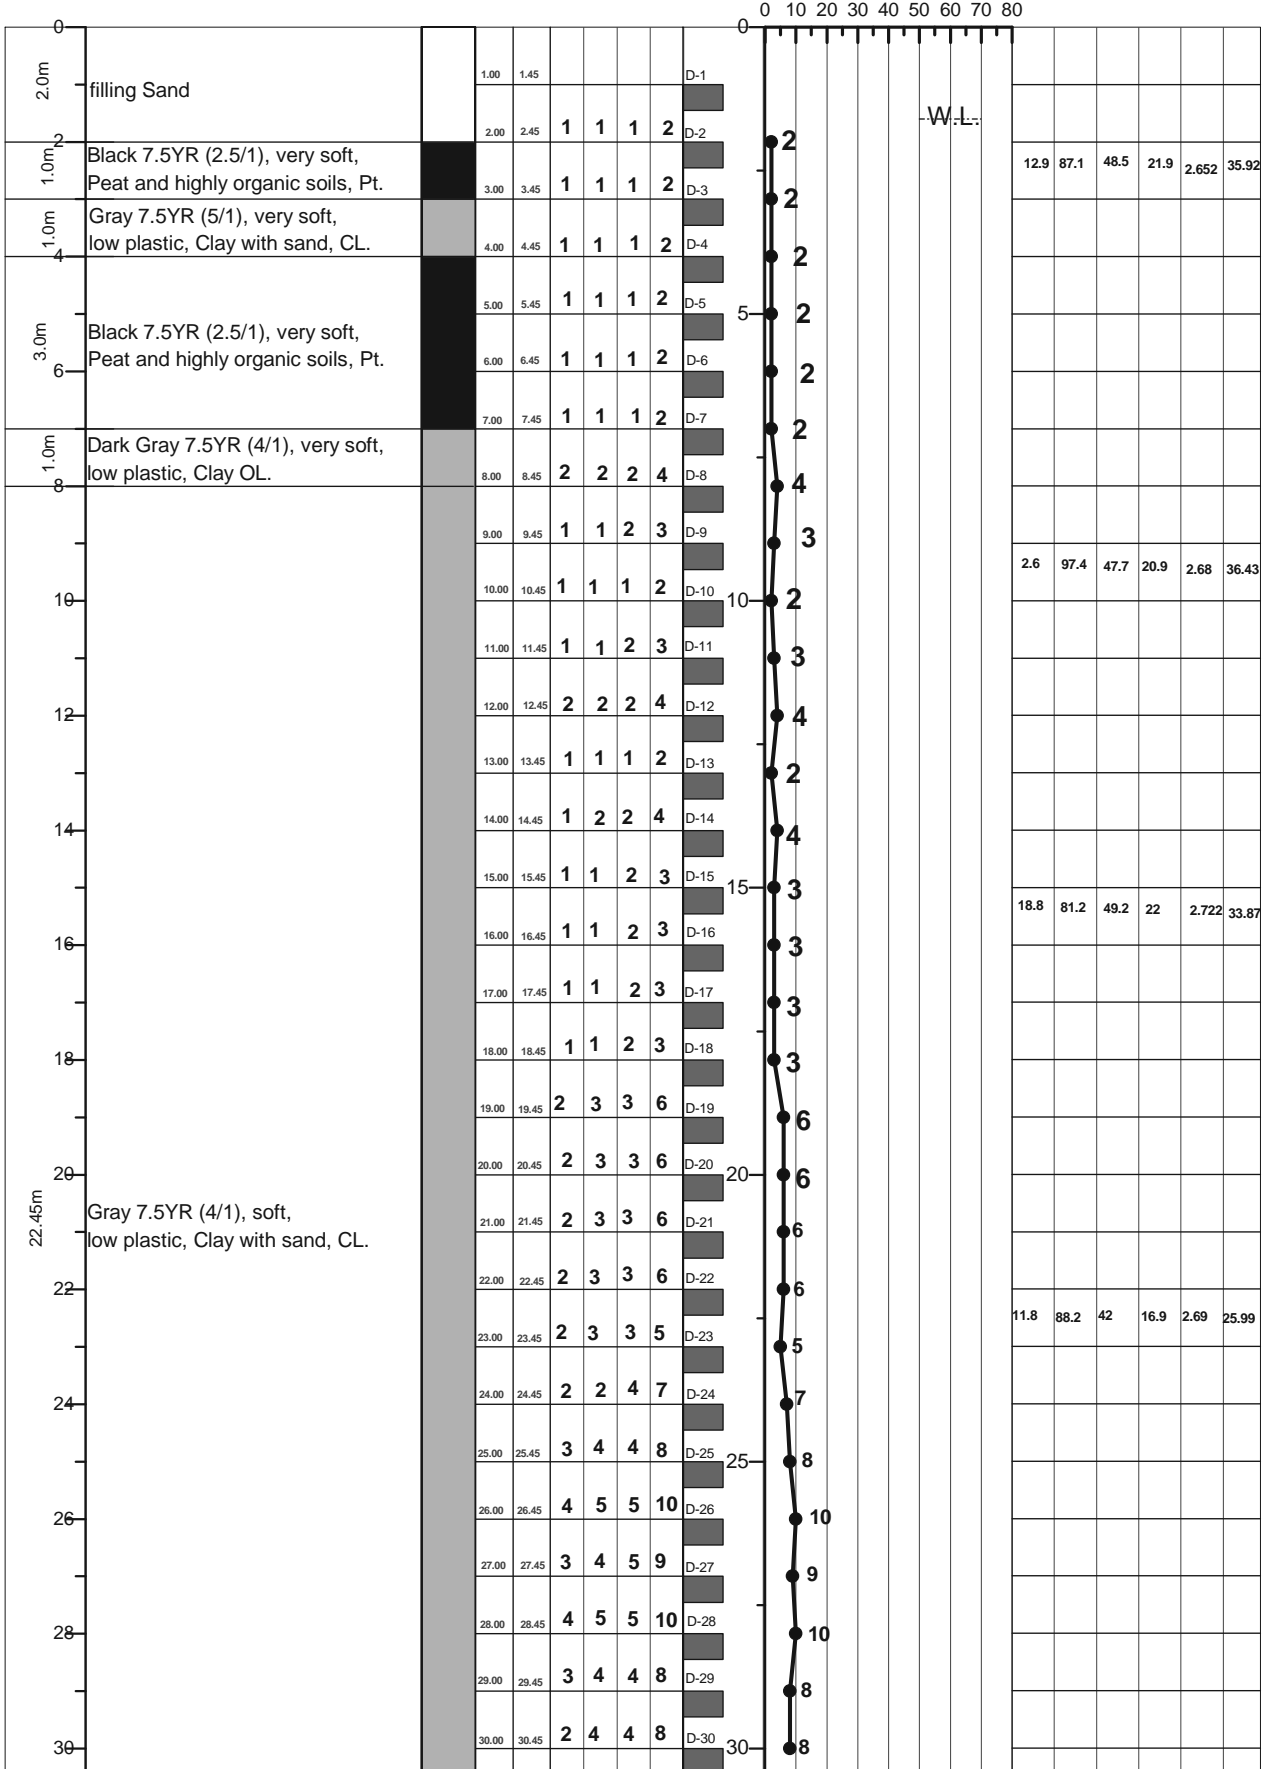 0 10 20 30 40 50 60 70 80
0 0
1.00 1.45 D-1
2.0m filling Sand
W.L.
2.00 2.45 1 1 1 2 D-2
2 2
1.0m Black 7.5YR (2.5/1), very soft,
Peat and highly organic soils, Pt.
12.9 87.1 48.5 21.9 2.652 35.92
3.00 3.45 1 1 1 2 D-3 2
1.0m Gray 7.5YR (5/1), very soft,
low plastic, Clay with sand, CL.
4.00 4.45 1 1 1 2 D-4
4 2
5.00 5.45 1 1 1 2 D-5
5 2
3.0m Black 7.5YR (2.5/1), very soft,
Peat and highly organic soils, Pt.
6.00 6.45 1 1 1 2 D-6
6 2
7.00 7.45 1 1 1 2 D-7
2
1.0m Dark Gray 7.5YR (4/1), very soft,
low plastic, Clay OL.
8.00 8.45 2 2 2 4 D-8
8 4
9.00 9.45 1 1 2 3 D-9 3
2.6 97.4 47.7 20.9 2.68 36.43
10.00 10.45 1 1 1 2 D-10
10 10 2
11.00 11.45 1 1 2 3 D-11
3
12.00 12.45 2 2 2 4 D-12
12 4
13.00 13.45 1 1 1 2 D-13
2
14.00 14.45 1 2 2 4 D-14
14 4
15.00 15.45 1 1 2 3 D-15
15 3
18.8 81.2 49.2 22 2.722 33.87
16.00 16.45 1 1 2 3 D-16
16 3
17.00 17.45 1 1 2 3 D-17
3
18.00 18.45 1 1 2 3 D-18
18 3
19.00 19.45 2 3 3 6 D-19
6
20.00 20.45 2 3 3 6 D-20
20 20 6
22.45m Gray 7.5YR (4/1), soft,
low plastic, Clay with sand, CL.
21.00 21.45 2 3 3 6 D-21
6
22.00 22.45 2 3 3 6 D-22
22 6
11.8 88.2 42 16.9 2.69 25.99
23.00 23.45 2 3 3 5 D-23
5
24.00 24.45 2 2 4 7 D-24
24 7
25.00 25.45 3 4 4 8 D-25
25 8
26.00 26.45 4 5 5 10 D-26
26 10
27.00 27.45 3 4 5 9 D-27
9
28.00 28.45 4 5 5 10 D-28
28 10
29.00 29.45 3 4 4 8 D-29
8
30.00 30.45 2 4 4 8 D-30
30 30 8